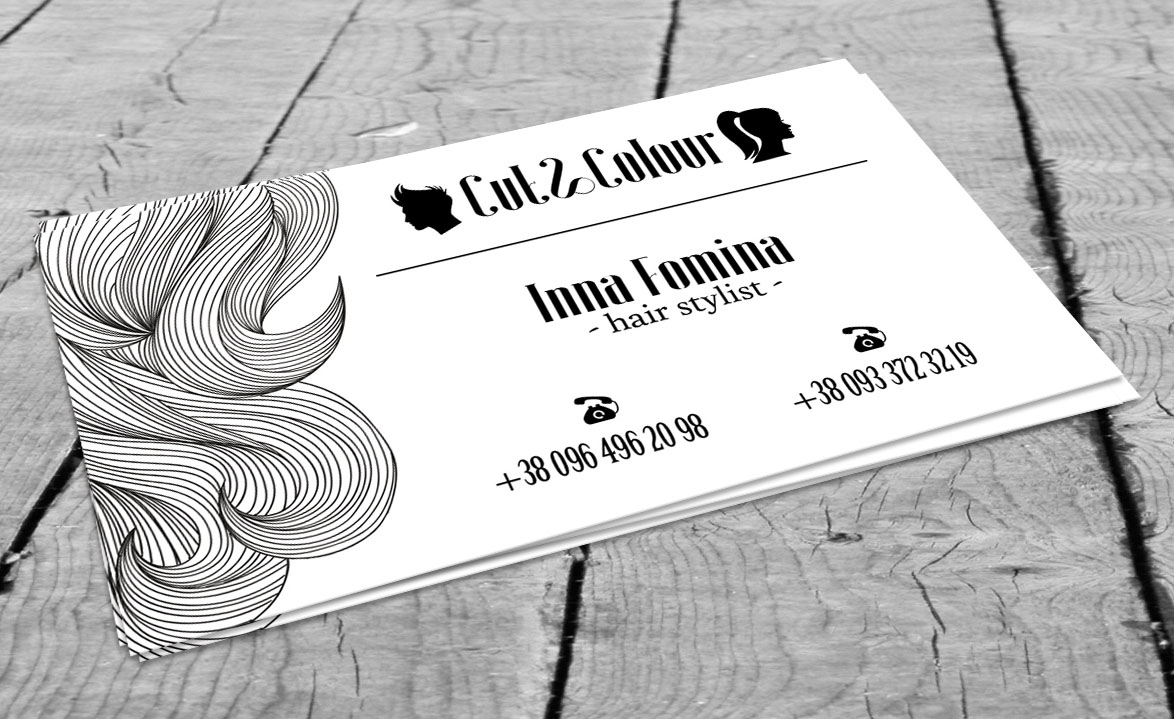 Cut & Colour
Inna Fomina
- hair stylist -
+38 096 496 20 98
+38 093 372 32 19